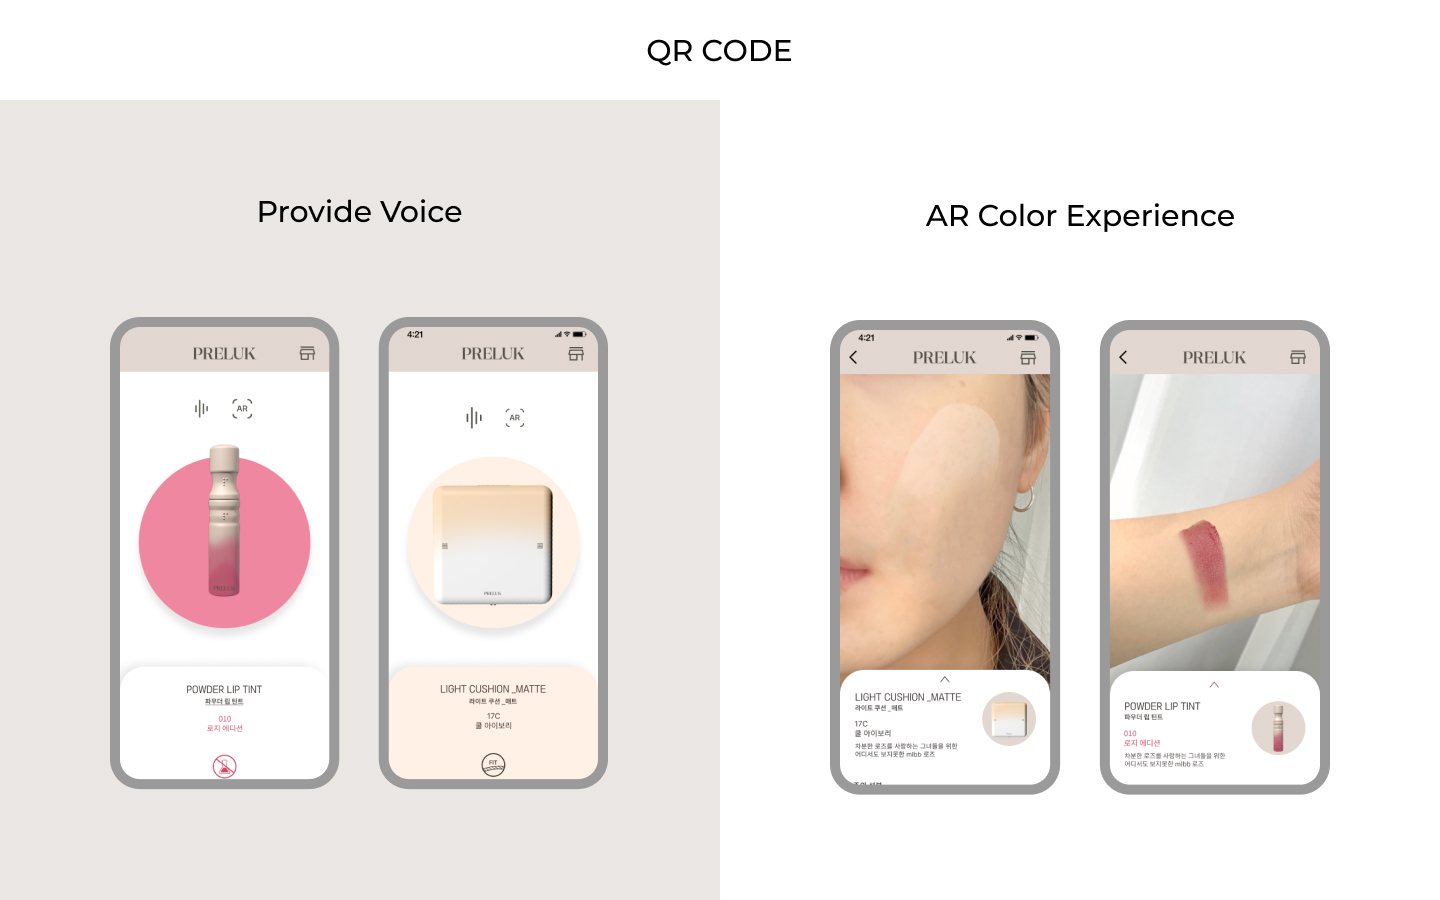 QR CODE
Provide Voice
PRELUK
AR
PRELUK
POWDER LIP TINT
파우더 립 틴트
010
로지 에디션
4:21
PRELUK
AR
PRELUK
LIGHT CUSHION _MATTE
라이트 쿠션 _매트
17C
쿨 아이보리
FIT
AR Color Experience
4:21
PRELUK
LIGHT CUSHION _MATTE
라이트 쿠션 _매트
17C
쿨 아이보리
차분한 로즈를 사랑하는 그녀들을 위한
어디서도 보지못한 mlbb 로즈
PRELUK
POWDER LIP TINT
파우더 립 틴트
010
로지 에디션
차분한 로즈를 사랑하는 그녀들을 위한
어디서도 보지못한 mlbb 로즈